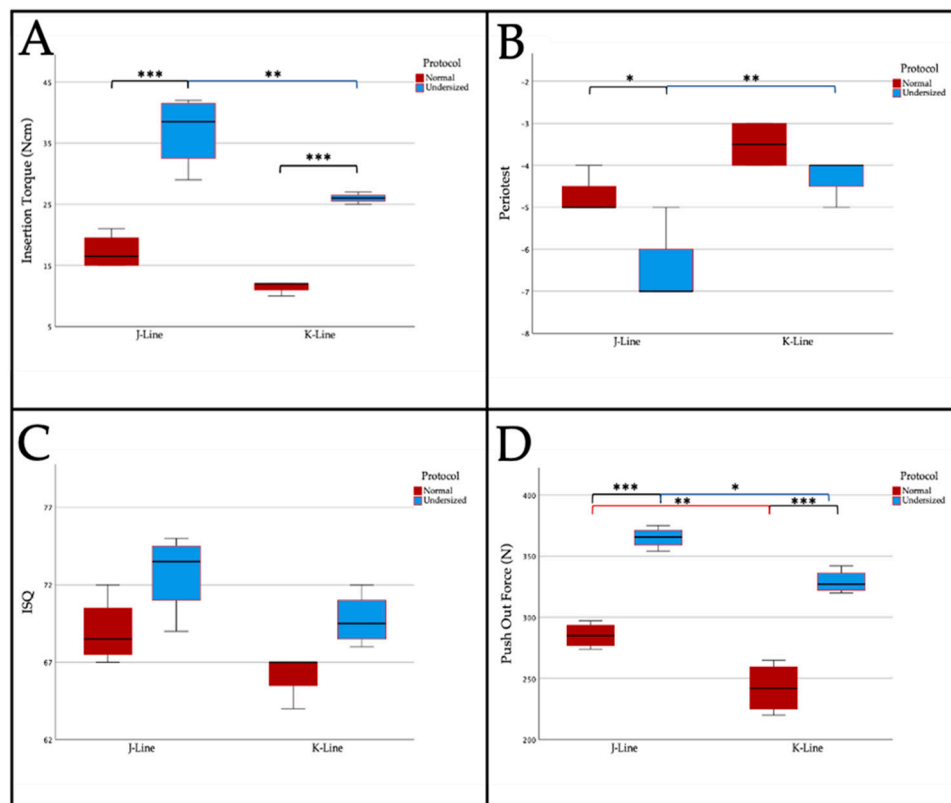 A
Protocol
Normal
Undersized
***
**
***
Insertion Torque (Ncm)
45
35
25
15
5
J-Line
K-Line
B
Protocol
Normal
Undersized
*
**
Periotest
-2
-3
-4
-5
-6
-7
-8
J-Line
K-Line
C
Protocol
Normal
Undersized
ISQ
77
72
67
62
J-Line
K-Line
D
Protocol
Normal
Undersized
***
*
**
***
Push Out Force (N)
400
350
300
250
200
J-Line
K-Line